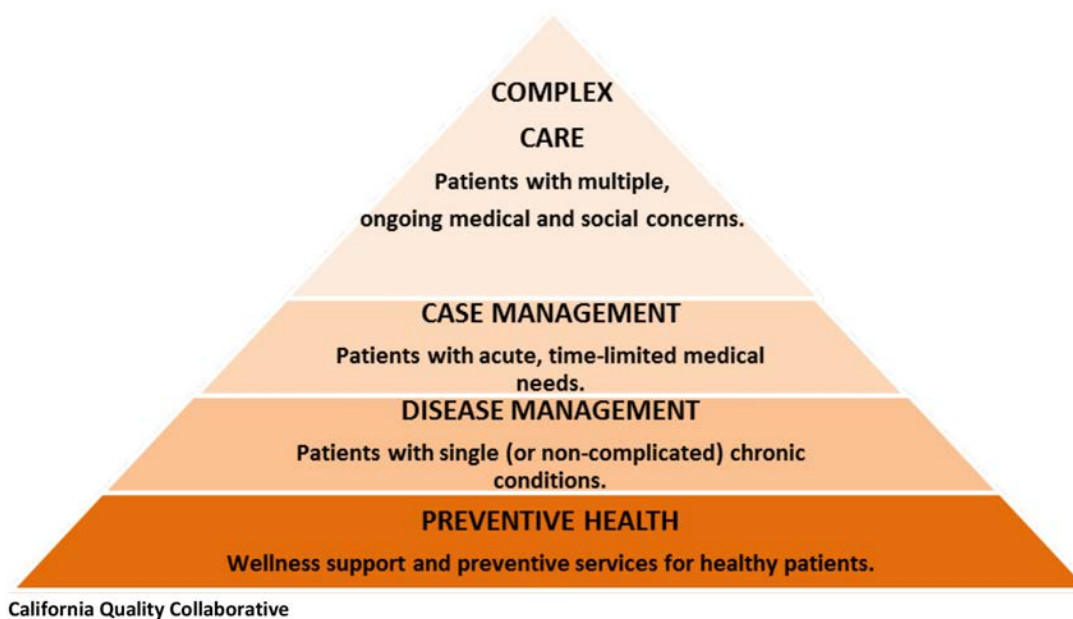 COMPLEX
CARE
Patients with multiple,
ongoing medical and social concerns.
CASE MANAGEMENT
Patients with acute, time-limited medical
needs.
DISEASE MANAGEMENT
Patients with single (or non-complicated) chronic
conditions.
PREVENTIVE HEALTH
Wellness support and preventive services for healthy patients.
California Quality Collaborative